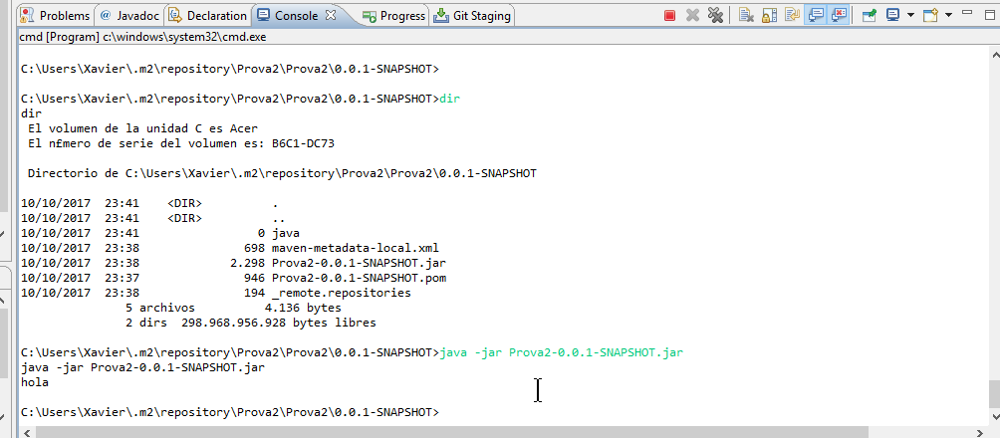 Problems @ Javadoc Declaration Console Progress Git Staging
cmd [Program] c:\windows\system32\cmd.exe
C:\Users\Xavier\.m2\repository\Prova2\Prova2\0.0.1-SNAPSHOT>
C:\Users\Xavier\.m2\repository\Prova2\Prova2\0.0.1-SNAPSHOT>dir
dir
El volumen de la unidad C es Acer
El n£mero de serie del volumen es: B6C1-DC73
Directorio de C:\Users\Xavier\.m2\repository\Prova2\Prova2\0.0.1-SNAPSHOT
10/10/2017 23:41 <DIR> .
10/10/2017 23:41 <DIR> ..
10/10/2017 23:41 0 java
10/10/2017 23:38 698 maven-metadata-local.xml
10/10/2017 23:38 2.298 Prova2-0.0.1-SNAPSHOT.jar
10/10/2017 23:37 946 Prova2-0.0.1-SNAPSHOT.pom
10/10/2017 23:38 194 _remote.repositories
5 archivos 4.136 bytes
2 dirs 298.968.956.928 bytes libres
C:\Users\Xavier\.m2\repository\Prova2\Prova2\0.0.1-SNAPSHOT>java -jar Prova2-0.0.1-SNAPSHOT.jar
java -jar Prova2-0.0.1-SNAPSHOT.jar
hola
C:\Users\Xavier\.m2\repository\Prova2\Prova2\0.0.1-SNAPSHOT>